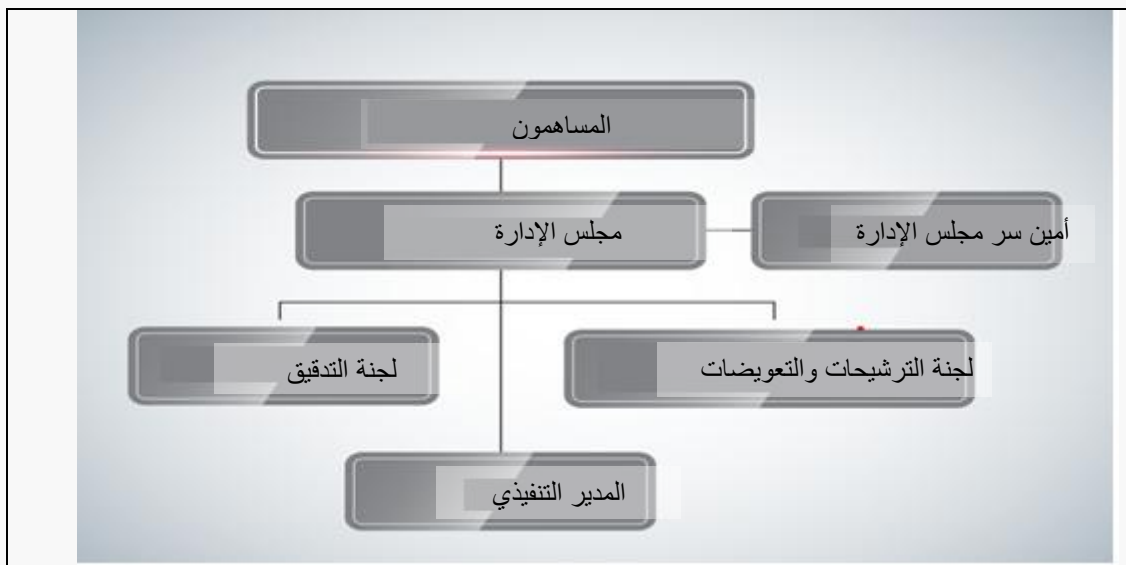 المساهمون
أمين سر مجلس الإدارة
مجلس الإدارة
لجنة الترشيحات والتعويضات
لجنة التدقيق
المدير التنفيذي